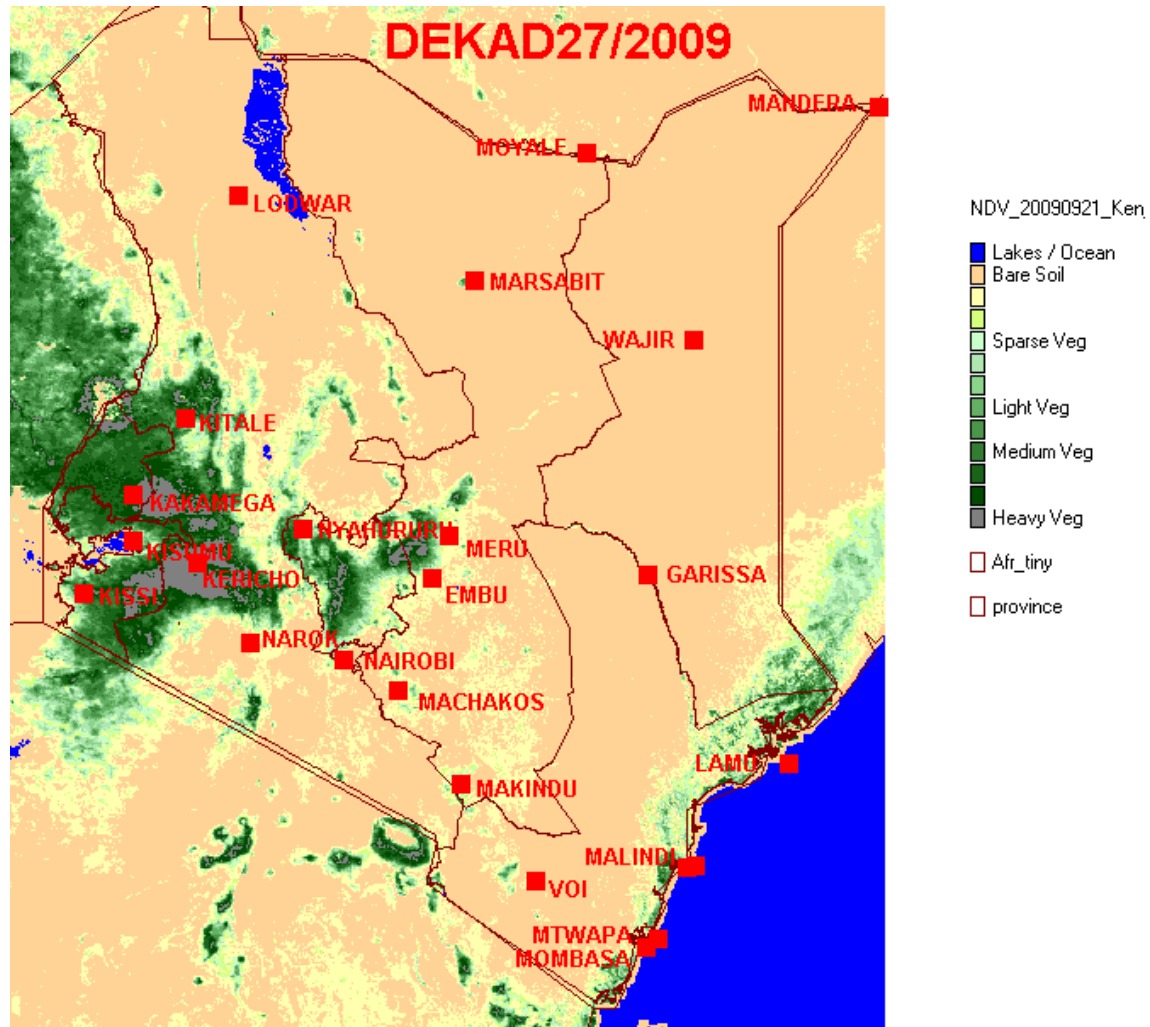 DEKAD27/2009
MANDERA
MOYALE
LODWAR
MARSABIT
WAJIR
KITALE
KAKAMEGA
NYAHURURU
KISUMU
MERU
KERICHO
GARISSA
EMBU
KISSI
NAROK
NAIROBI
MACHAKOS
LAMU
MAKINDU
MALINDI
VOI
MTWAPA
MOMBASA
NDV_20090921_Ken
Lakes / Ocean
Bare Soil
Sparse Veg
Light Veg
Medium Veg
Heavy Veg
Afr_tiny
province